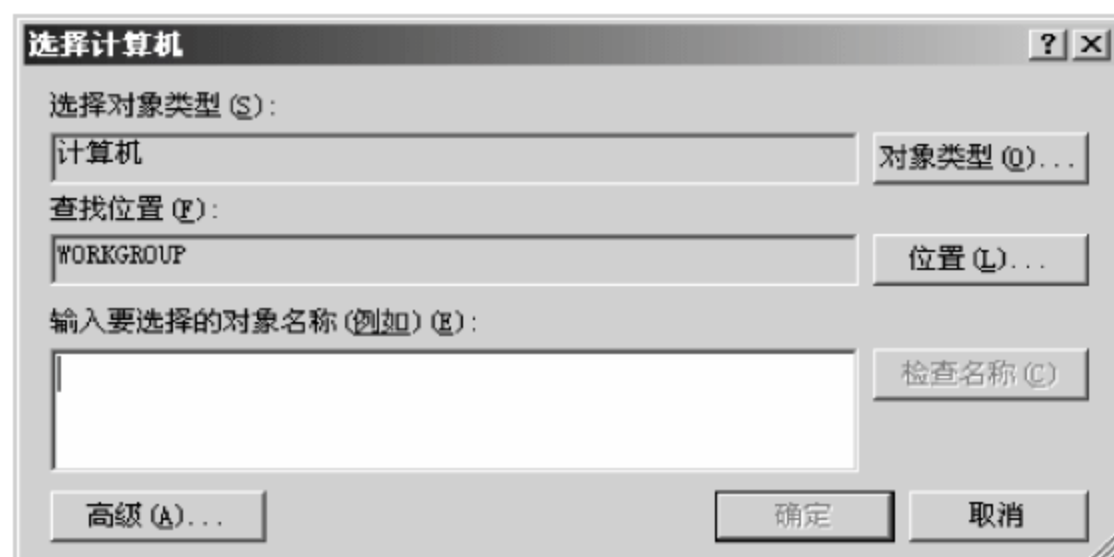 选择计算机
选择对象类型(S):
计算机
对象类型(O)...
查找位置(F):
WORKGROUP
位置(L)...
输入要选择的对象名称(例如)(E):
检查名称(C)
高级(A)...
确定
取消